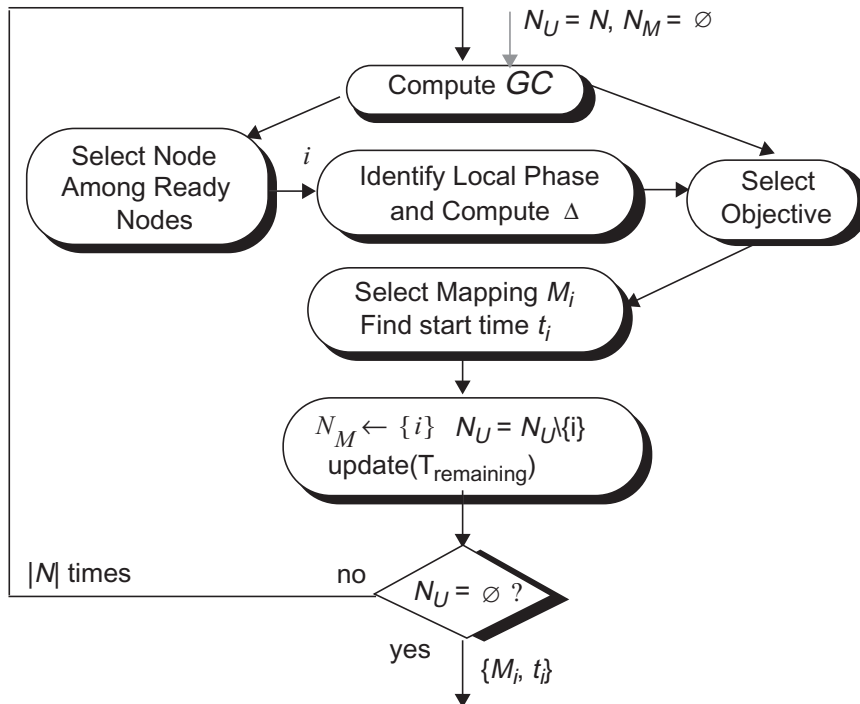 N_U = N, N_M = ∅
Compute GC
Select Node
Among Ready
Nodes
i
Identify Local Phase
and Compute Δ
Select
Objective
Select Mapping M_i
Find start time t_i
N_M ← {i} N_U = N_U\{i}
update(T_remaining)
|N| times
no
N_U = ∅ ?
yes
{M_i, t_i}